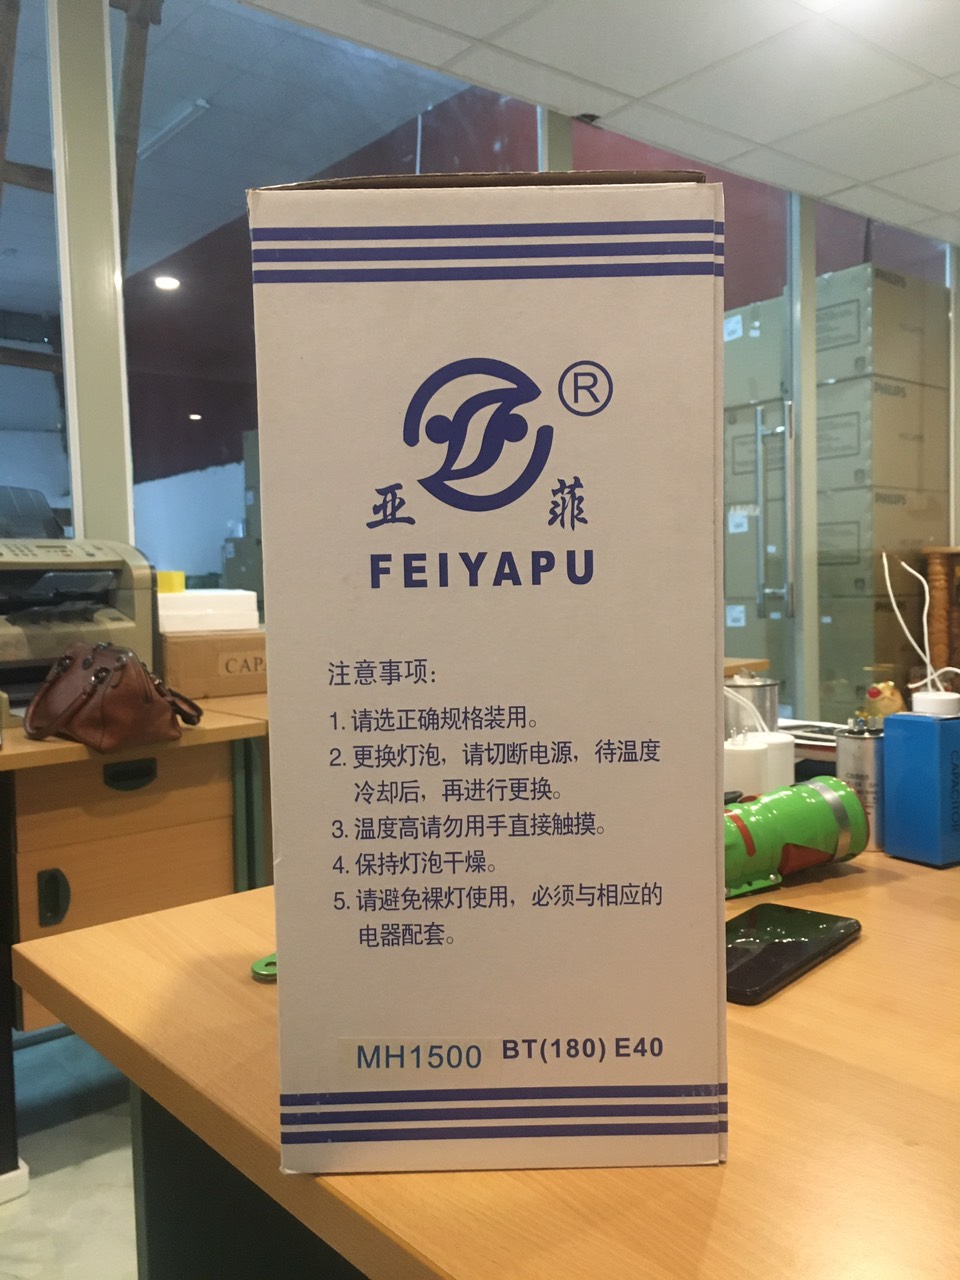 ®
亚 菲
FEIYAPU
注意事项：
1. 请选正确规格装用。
2. 更换灯泡，请切断电源，待温度
冷却后，再进行更换。
3. 温度高请勿用手直接触摸。
4. 保持灯泡干燥。
5. 请避免裸灯使用，必须与相应的
电器配套。
MH1500 BT(180) E40
PHILIPS
PHILIPS
PHILIPS
CAPA